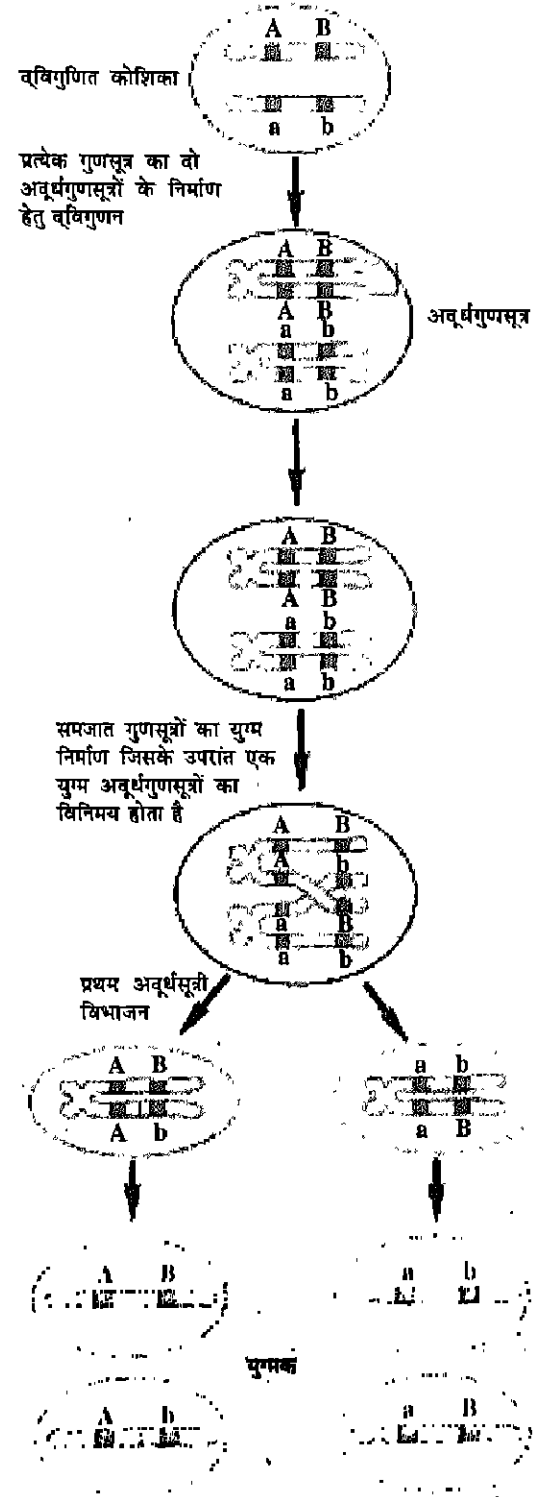 A B
द्विगुणित कोशिका
a b
प्रत्येक गुणसूत्र का दो
अर्द्धगुणसूत्रों के निर्माण
हेतु द्विगुणन
A B
A B
a b
अर्द्धगुणसूत्र
a b
A B
A B
a b
a b
समजात गुणसूत्रों का युग्म
निर्माण जिसके उपरांत एक
युग्म अर्द्धगुणसूत्रों का
विनिमय होता है
A B
A b
a B
a b
प्रथम अर्द्धसूत्री
विभाजन
A B
A b
a b
a B
A B
a b
युग्मक
A b
a B